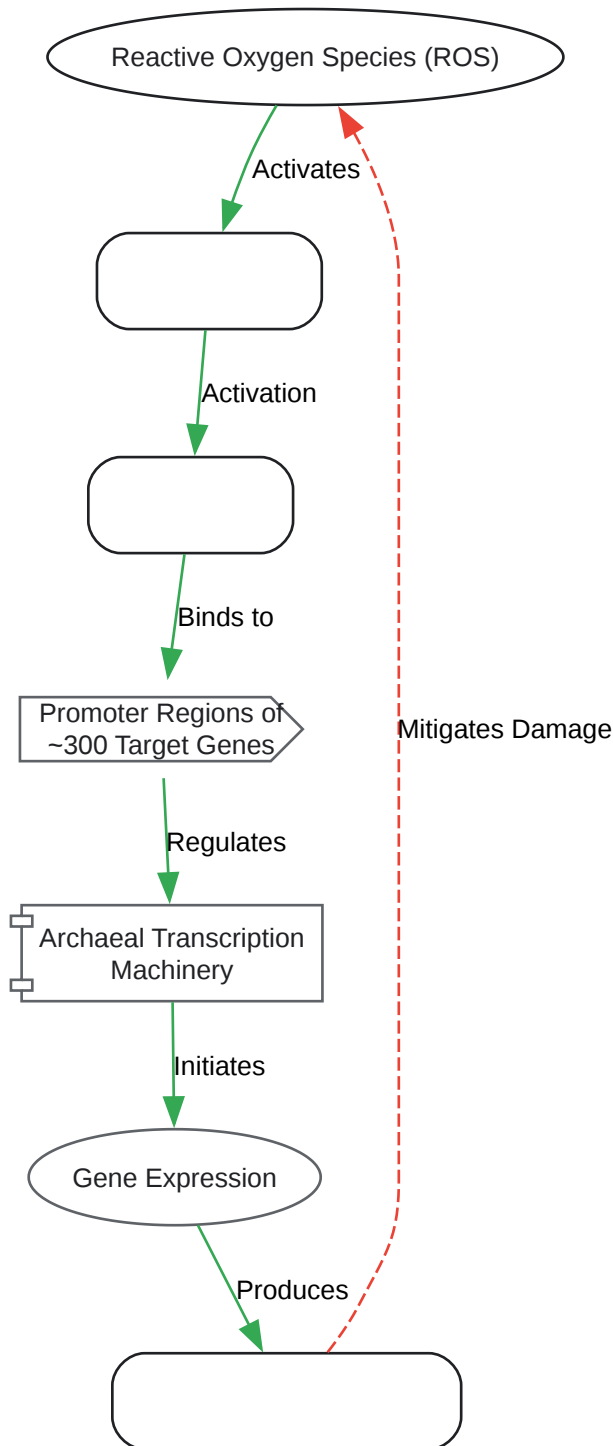 Reactive Oxygen Species (ROS)
Activates
Activation
Binds to
Promoter Regions of
~300 Target Genes
Mitigates Damage
Regulates
Archaeal Transcription
Machinery
Initiates
Gene Expression
Produces